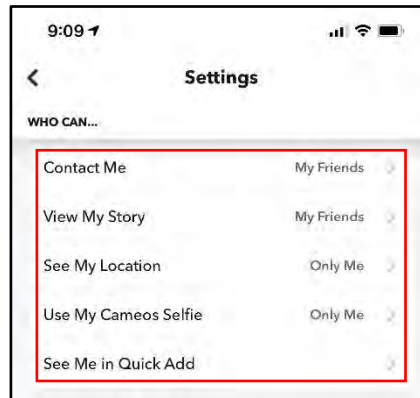 9:09
Settings
WHO CAN...
Contact Me My Friends
View My Story My Friends
See My Location Only Me
Use My Cameos Selfie Only Me
See Me in Quick Add